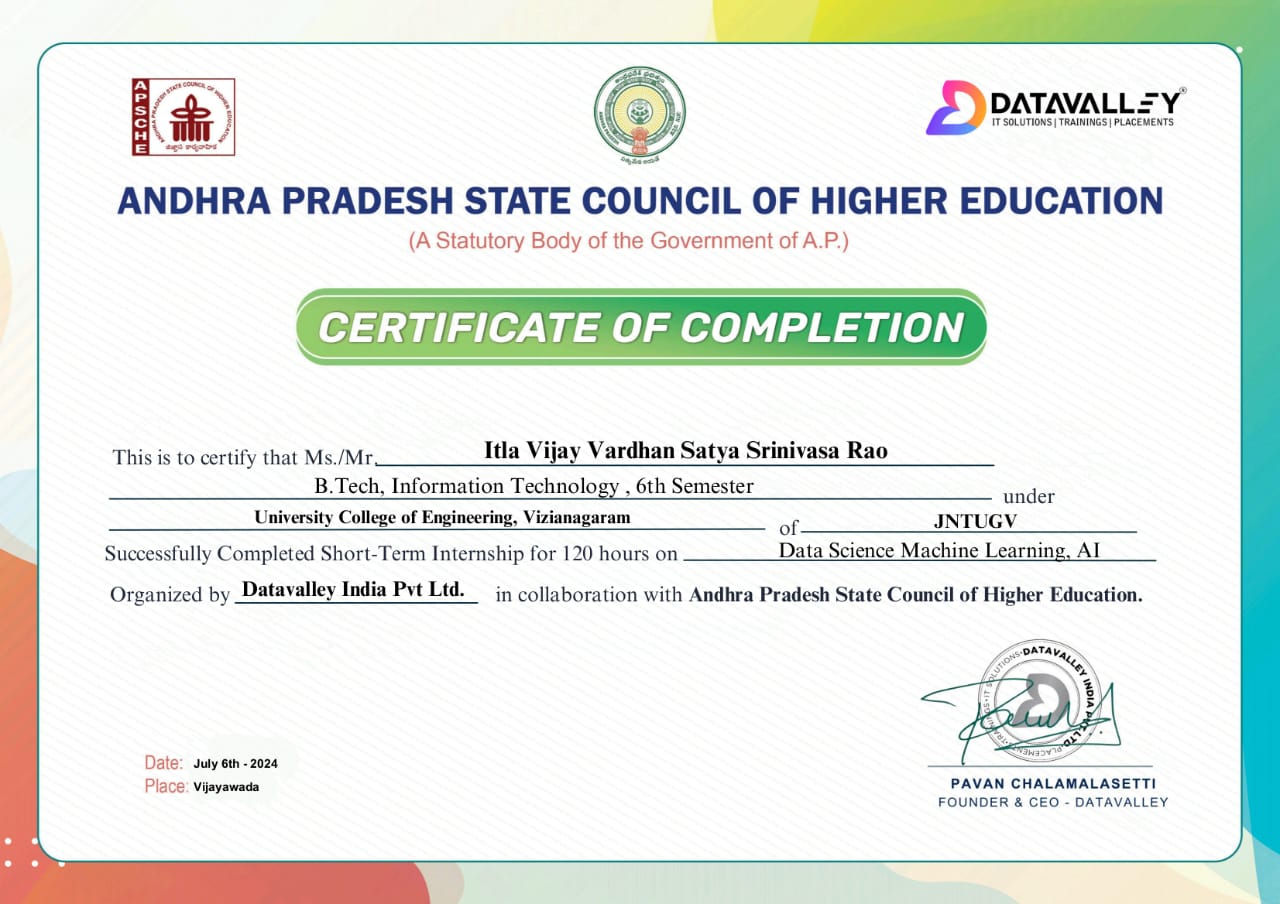 APSCHE
ANDHRA PRADESH STATE COUNCIL OF HIGHER EDUCATION
DATAVALLEY®
IT SOLUTIONS | TRAININGS | PLACEMENTS
ANDHRA PRADESH STATE COUNCIL OF HIGHER EDUCATION
(A Statutory Body of the Government of A.P.)
CERTIFICATE OF COMPLETION
This is to certify that Ms./Mr. Itla Vijay Vardhan Satya Srinivasa Rao
B.Tech, Information Technology , 6th Semester under
University College of Engineering, Vizianagaram of JNTUGV
Successfully Completed Short-Term Internship for 120 hours on Data Science Machine Learning, AI
Organized by Datavalley India Pvt Ltd. in collaboration with Andhra Pradesh State Council of Higher Education.
DATAVALLEY INDIA PVT.LTD.
IT SOLUTIONS • TRAININGS • PLACEMENTS
Date: July 6th - 2024
Place: Vijayawada
PAVAN CHALAMALASETTI
FOUNDER & CEO - DATAVALLEY